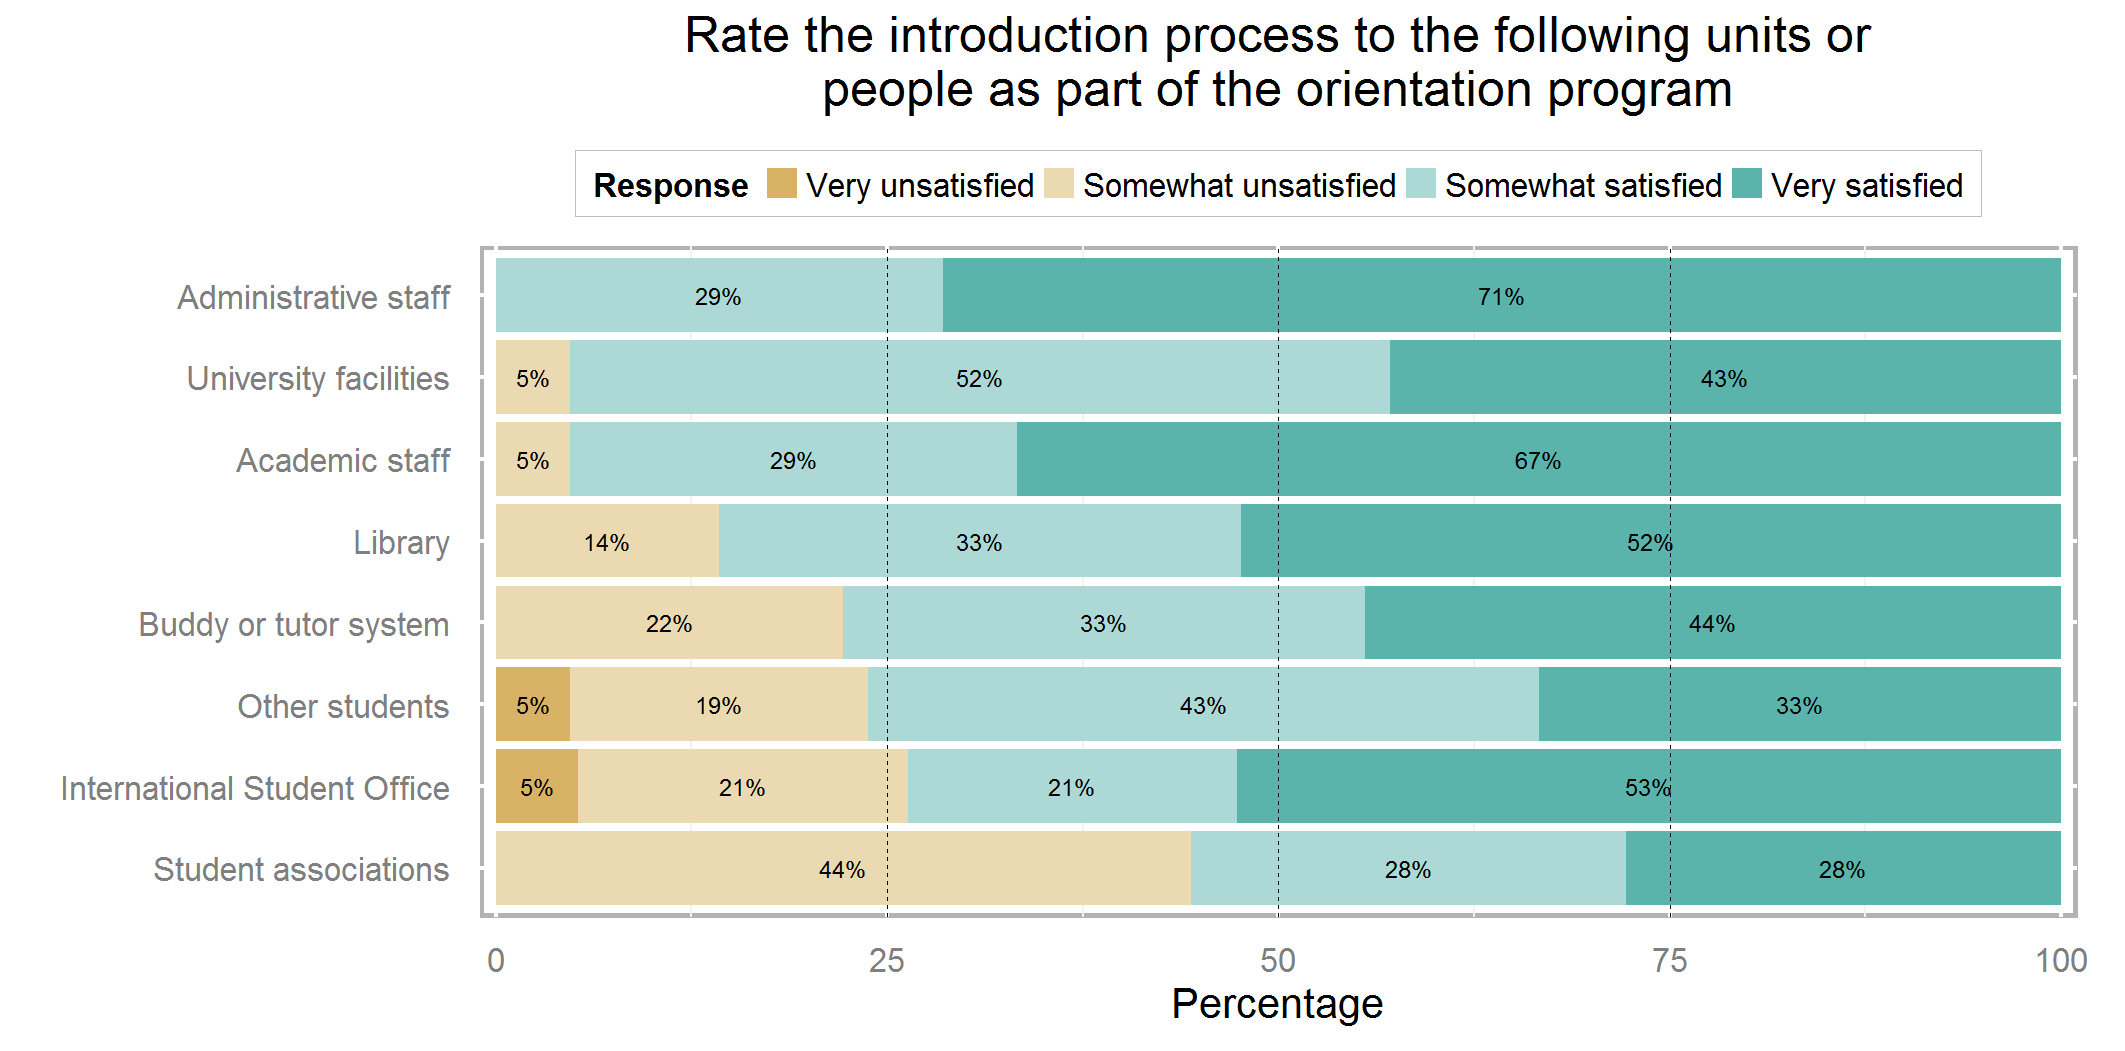 Rate the introduction process to the following units or
people as part of the orientation program
Response Very unsatisfied Somewhat unsatisfied Somewhat satisfied Very satisfied
Administrative staff 29% 71%
University facilities 5% 52% 43%
Academic staff 5% 29% 67%
Library 14% 33% 52%
Buddy or tutor system 22% 33% 44%
Other students 5% 19% 43% 33%
International Student Office 5% 21% 21% 53%
Student associations 44% 28% 28%
0 25 50 75 100
Percentage